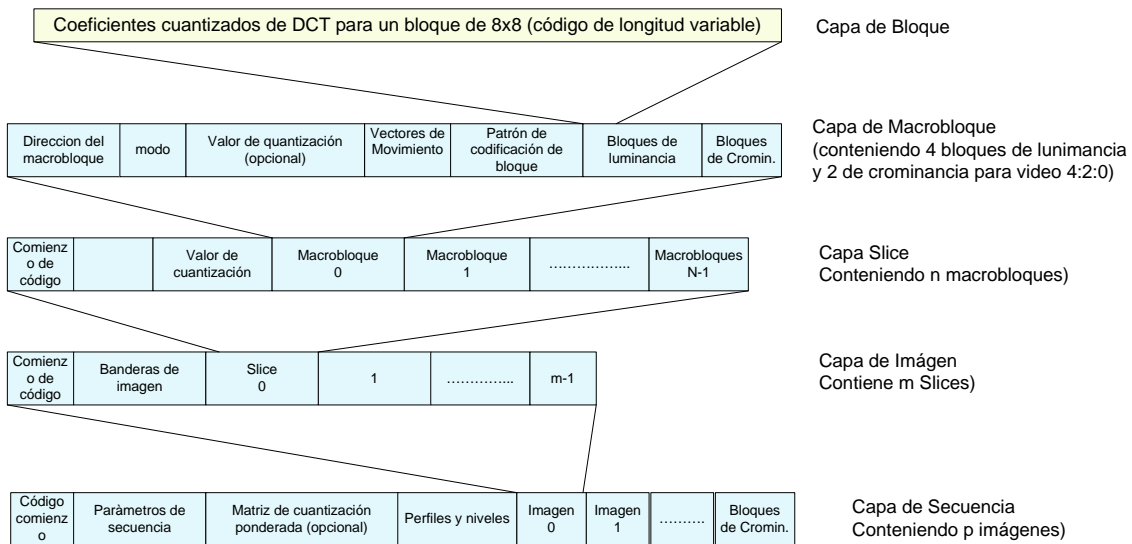 Coeficientes cuantizados de DCT para un bloque de 8x8 (código de longitud variable)
Capa de Bloque
Direccion del
macrobloque
modo
Valor de quantización
(opcional)
Vectores de
Movimiento
Patrón de
codificación de
bloque
Bloques de
luminancia
Bloques
de Cromin.
Capa de Macrobloque
(conteniendo 4 bloques de lunimancia
y 2 de crominancia para video 4:2:0)
Comienz
o de
código
Valor de
cuantización
Macrobloque
0
Macrobloque
1
……………...
Macrobloques
N-1
Capa Slice
Conteniendo n macrobloques)
Comienz
o de
código
Banderas de
imagen
Slice
0
1
…………...
m-1
Capa de Imágen
Contiene m Slices)
Código
comienz
o
Paràmetros de
secuencia
Matriz de cuantización
ponderada (opcional)
Perfiles y niveles
Imagen
0
Imagen
1
……….
Bloques
de Cromin.
Capa de Secuencia
Conteniendo p imágenes)